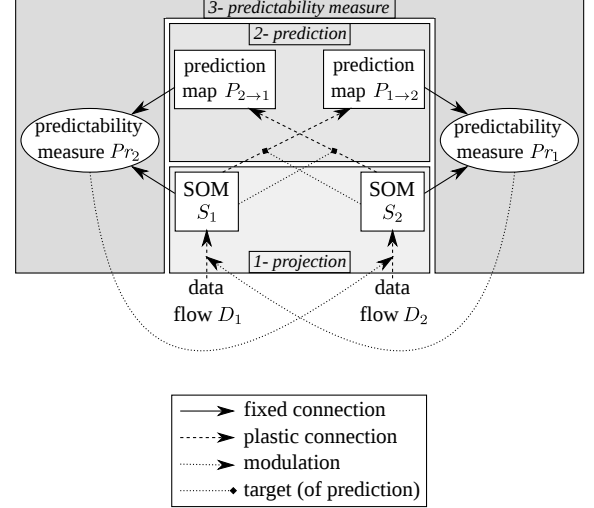 3- predictability measure
2- prediction
prediction
map P2→1
prediction
map P1→2
predictability
measure Pr2
predictability
measure Pr1
SOM
S1
SOM
S2
1- projection
data
flow D1
data
flow D2
fixed connection
plastic connection
modulation
target (of prediction)